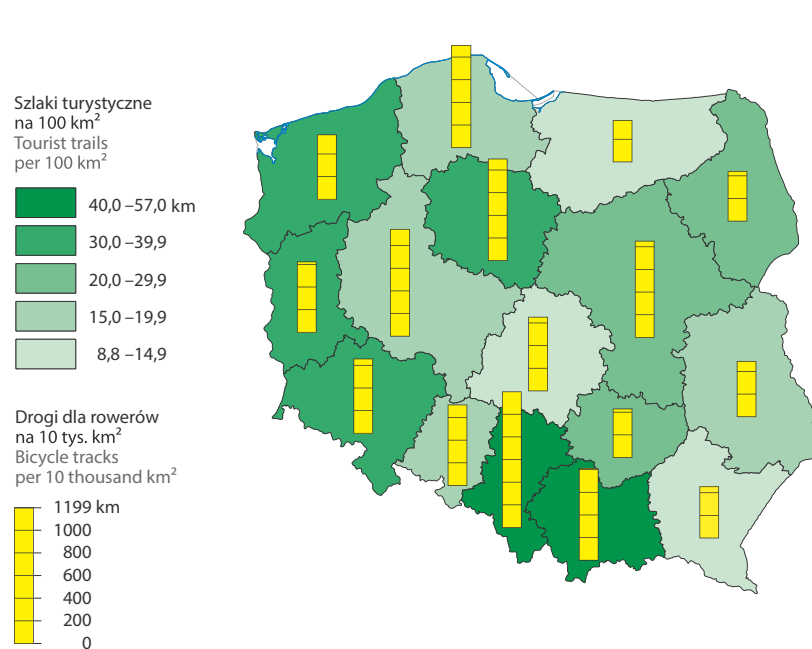 Szlaki turystyczne
na 100 km²
Tourist trails
per 100 km²
40,0 –57,0 km
30,0 –39,9
20,0 –29,9
15,0 –19,9
8,8 –14,9
Drogi dla rowerów
na 10 tys. km²
Bicycle tracks
per 10 thousand km²
1199 km
1000
800
600
400
200
0